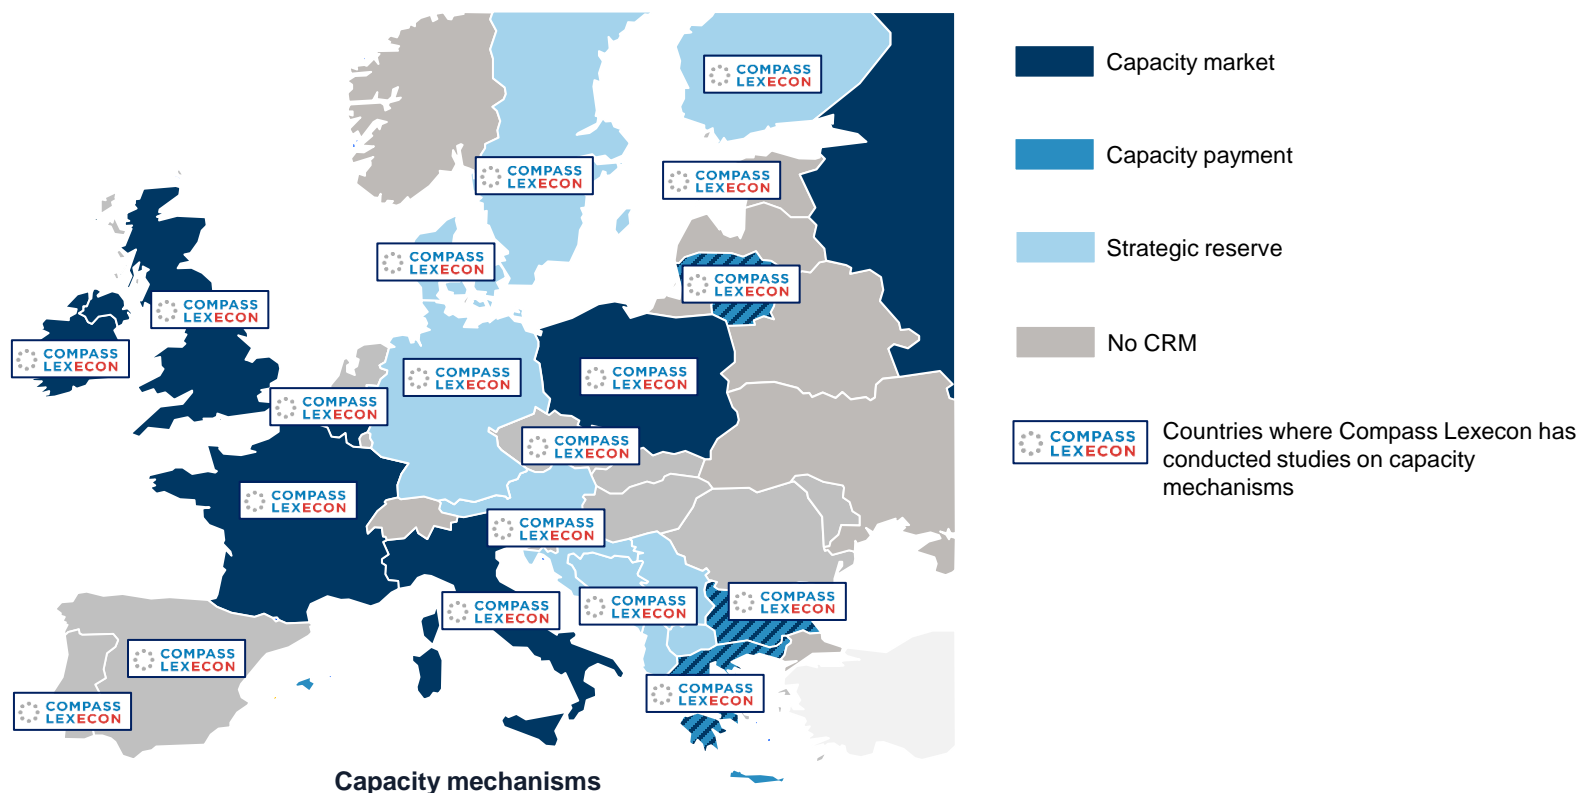 COMPASS
LEXECON
COMPASS
LEXECON
COMPASS
LEXECON
COMPASS
LEXECON
COMPASS
LEXECON
COMPASS
LEXECON
COMPASS
LEXECON
COMPASS
LEXECON
COMPASS
LEXECON
COMPASS
LEXECON
COMPASS
LEXECON
COMPASS
LEXECON
COMPASS
LEXECON
COMPASS
LEXECON
COMPASS
LEXECON
COMPASS
LEXECON
COMPASS
LEXECON
COMPASS
LEXECON
COMPASS
LEXECON
Capacity mechanisms
Capacity market
Capacity payment
Strategic reserve
No CRM
COMPASS
LEXECON
Countries where Compass Lexecon has
conducted studies on capacity
mechanisms